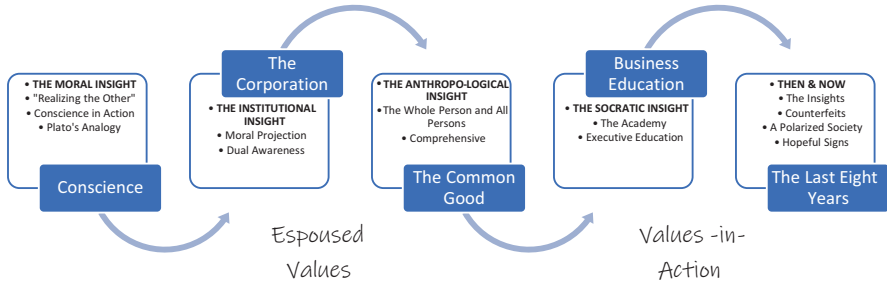 • THE MORAL INSIGHT
• "Realizing the Other"
• Conscience in Action
• Plato's Analogy
Conscience
The
Corporation
• THE INSTITUTIONAL
INSIGHT
• Moral Projection
• Dual Awareness
• THE ANTHROPO-LOGICAL
INSIGHT
•The Whole Person and All
Persons
• Comprehensive
The Common
Good
Business
Education
• THE SOCRATIC INSIGHT
• The Academy
• Executive Education
• THEN & NOW
• The Insights
• Counterfeits
• A Polarized Society
• Hopeful Signs
The Last Eight
Years
Espoused
Values
Values -in-
Action